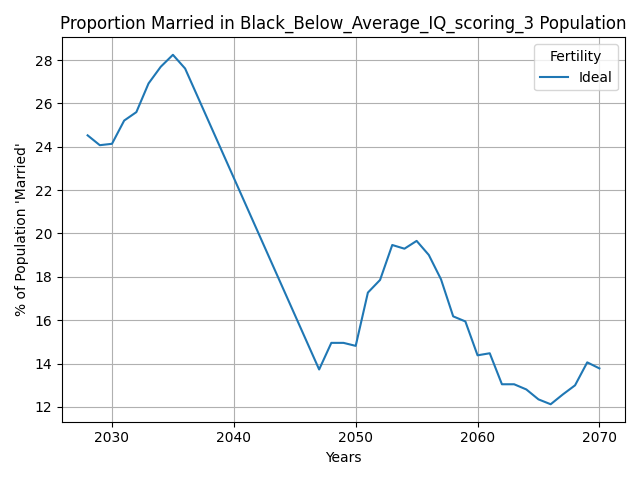 Proportion Married in Black_Below_Average_IQ_scoring_3 Population
Fertility
Ideal
% of Population 'Married'
28
26
24
22
20
18
16
14
12
2030 2040 2050 2060 2070
Years